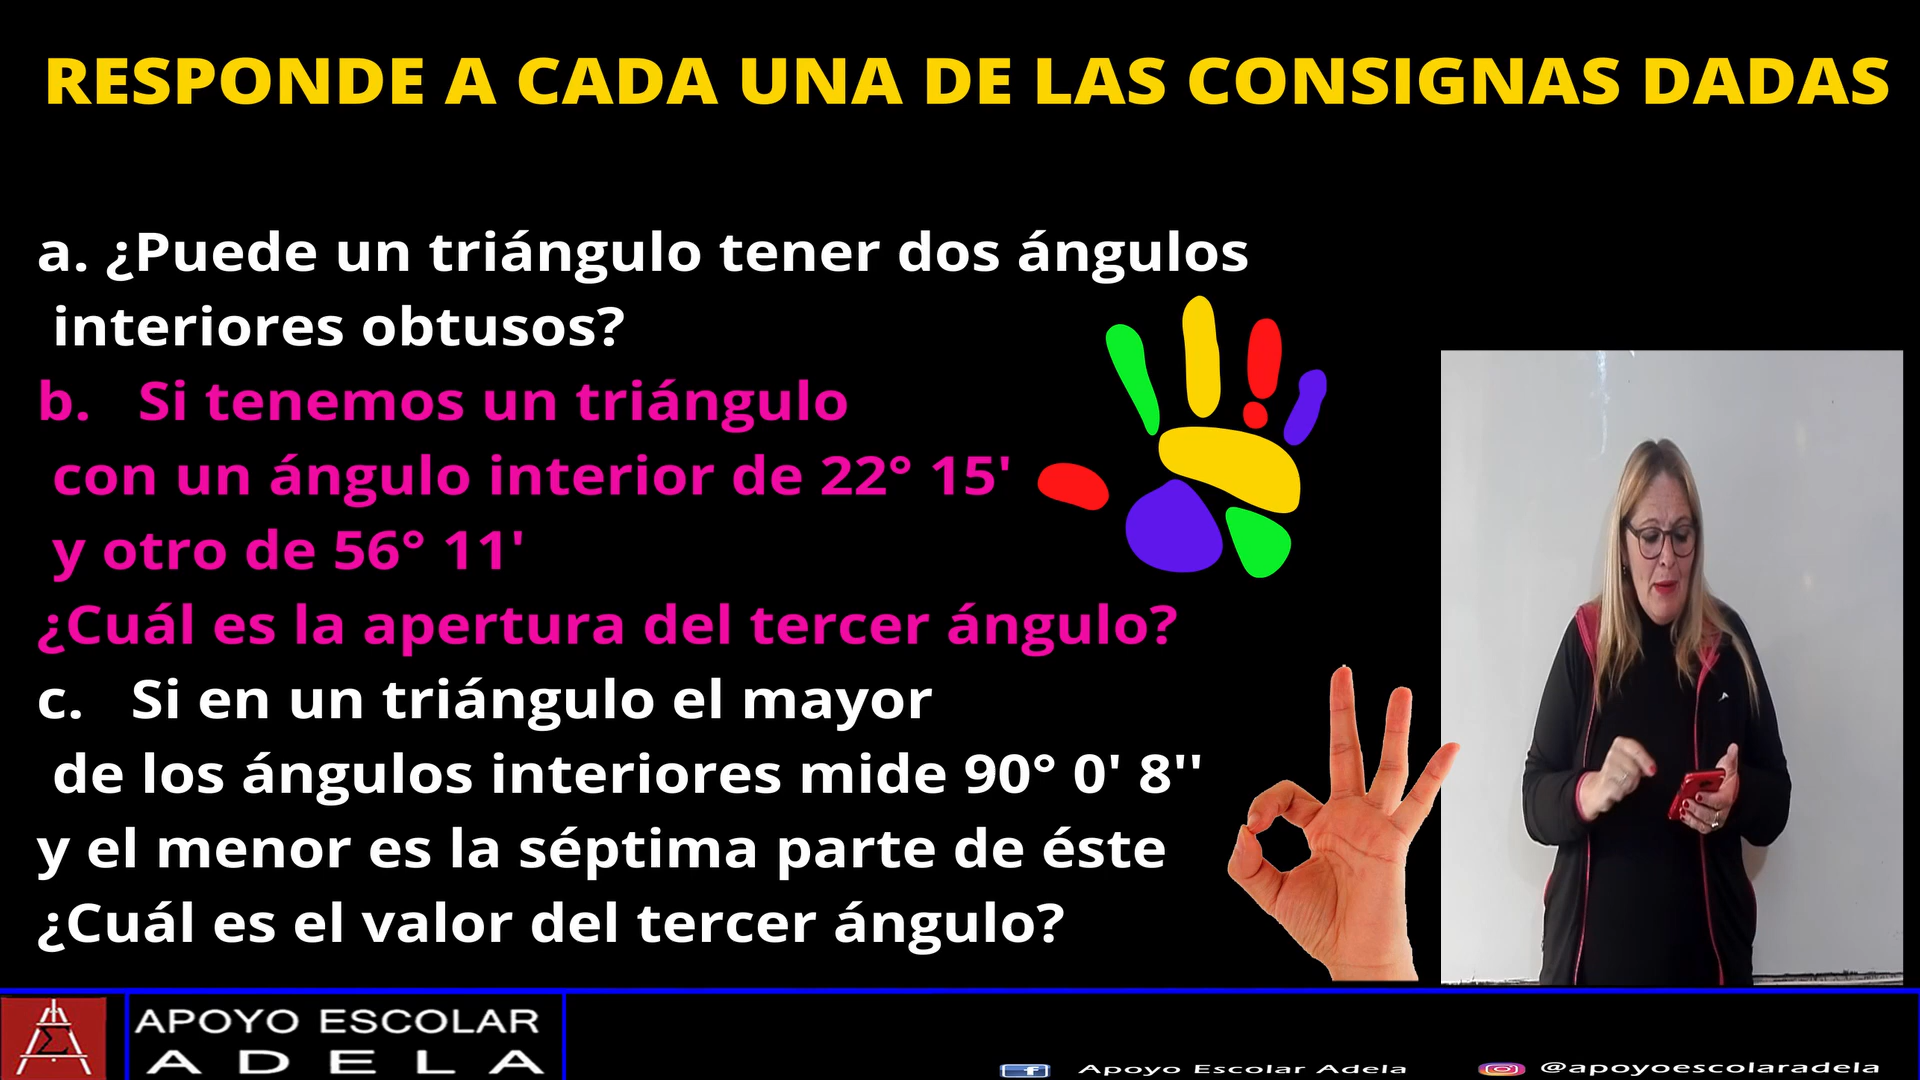 RESPONDE A CADA UNA DE LAS CONSIGNAS DADAS
a. ¿Puede un triángulo tener dos ángulos
interiores obtusos?
b. Si tenemos un triángulo
con un ángulo interior de 22° 15'
y otro de 56° 11'
¿Cuál es la apertura del tercer ángulo?
c. Si en un triángulo el mayor
de los ángulos interiores mide 90° 0' 8''
y el menor es la séptima parte de éste
¿Cuál es el valor del tercer ángulo?
APOYO ESCOLAR
ADELA
Apoyo Escolar Adela
@apoyoescolaradela